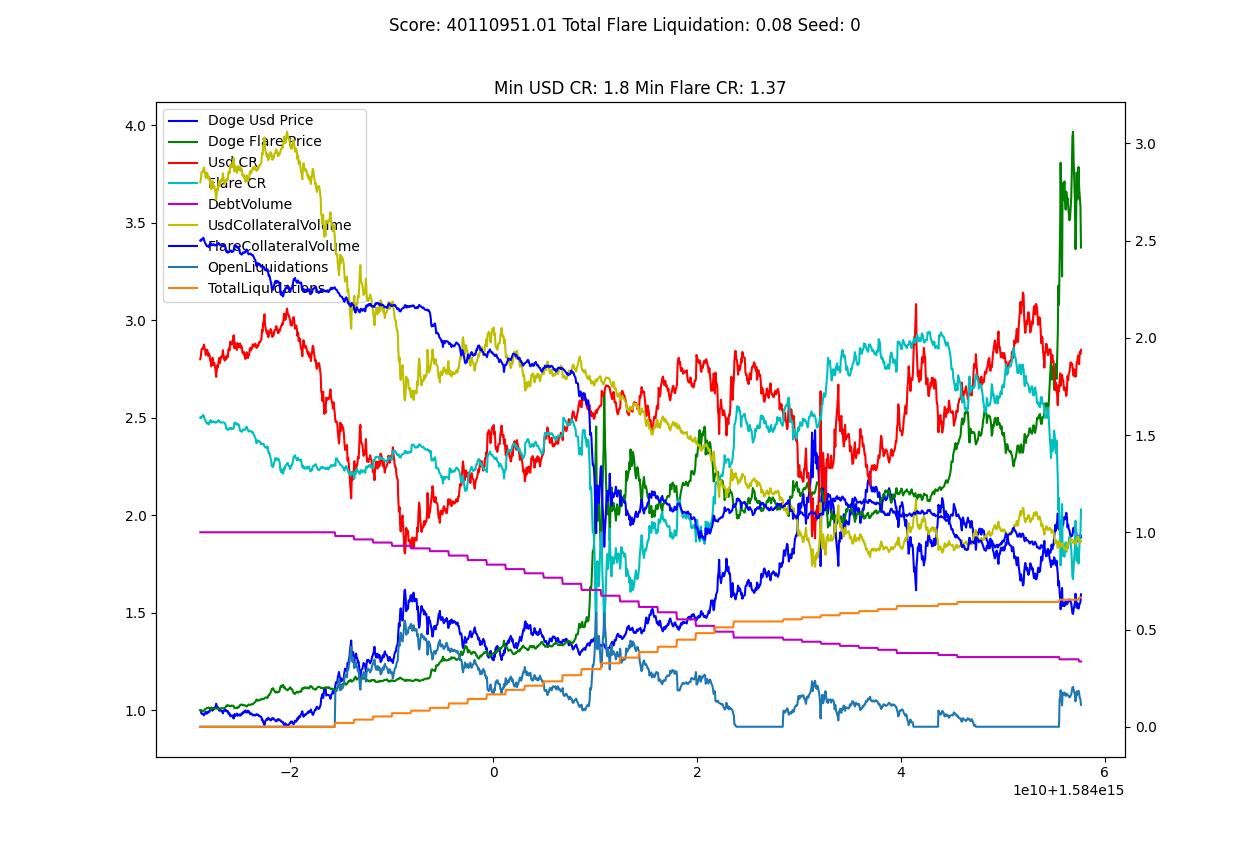 Score: 40110951.01 Total Flare Liquidation: 0.08 Seed: 0
Min USD CR: 1.8 Min Flare CR: 1.37
Doge Usd Price
Doge Flare Price
Usd CR
Flare CR
DebtVolume
UsdCollateralVolume
FlareCollateralVolume
OpenLiquidations
TotalLiquidations
4.0
3.5
3.0
2.5
2.0
1.5
1.0
3.0
2.5
2.0
1.5
1.0
0.5
0.0
−2 0 2 4 6
1e10+1.584e15